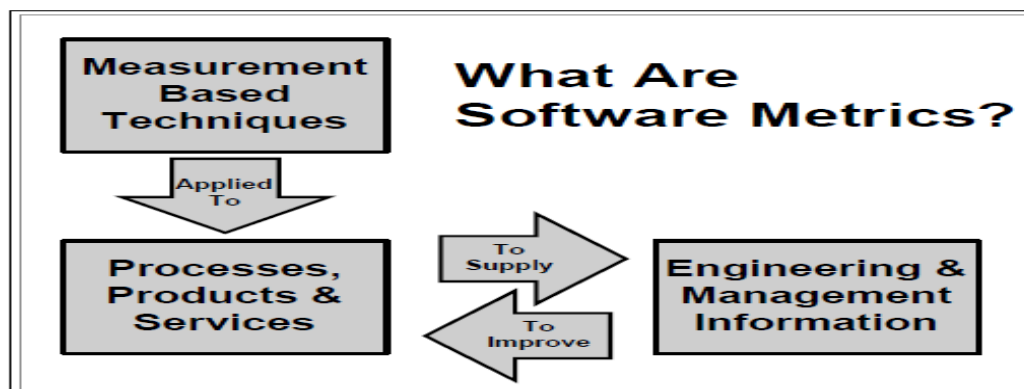 Measurement
Based
Techniques
What Are
Software Metrics?
Applied
To
Processes,
Products &
Services
To
Supply
To
Improve
Engineering &
Management
Information